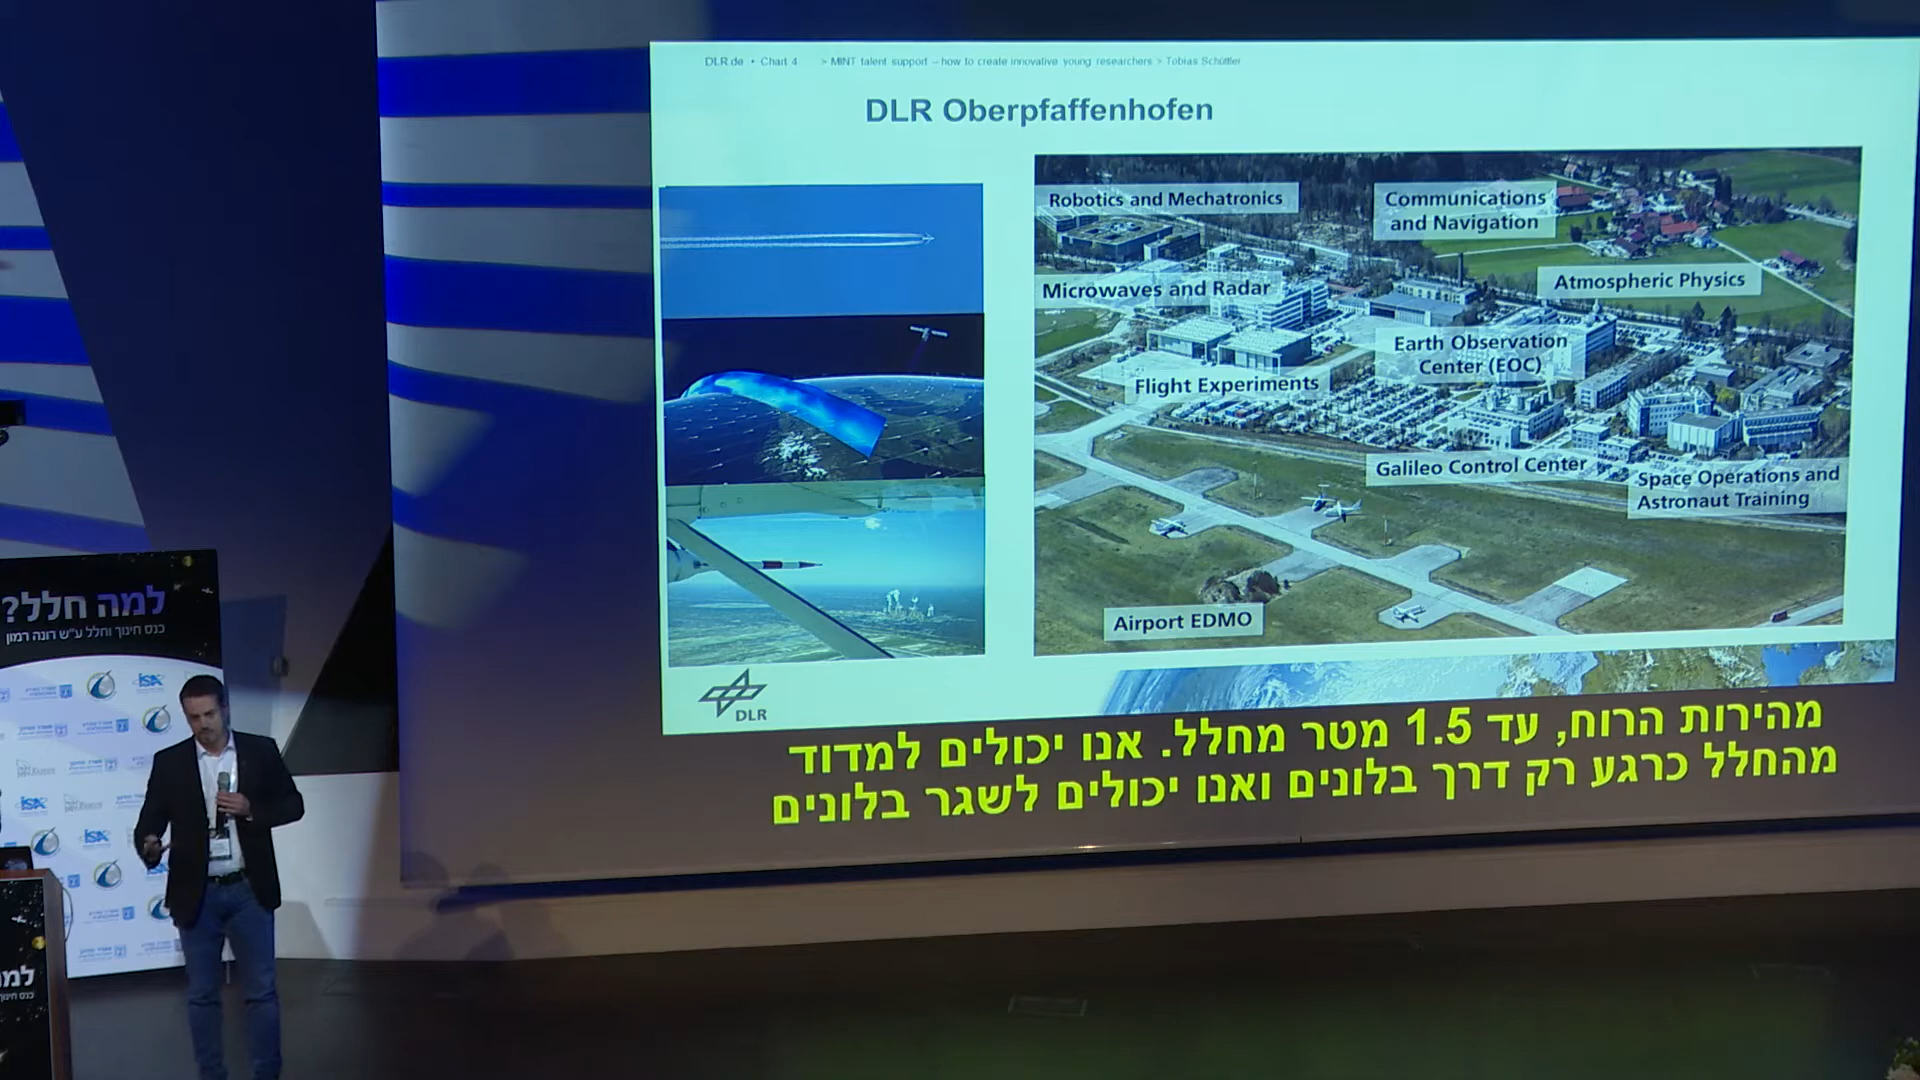 DLR.de • Chart 4 > MINT talent support – how to create innovative young researchers > Tobias Schüttler
DLR Oberpfaffenhofen
Robotics and Mechatronics
Communications
and Navigation
Microwaves and Radar
Atmospheric Physics
Earth Observation
Center (EOC)
Flight Experiments
Galileo Control Center
Space Operations and
Astronaut Training
Airport EDMO
DLR
מהירות הרוח, עד 1.5 מטר מחלל. אנו יכולים למדוד
מהחלל כרגע רק דרך בלונים ואנו יכולים לשגר בלונים
למה חלל?
כנס חינוך וחלל ע"ש רונה רמון
ISA
ISA
ISA